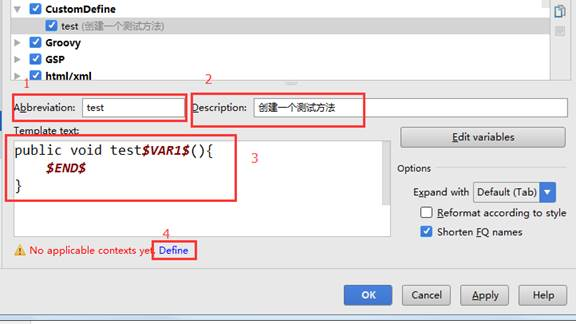 CustomDefine
test (创建一个测试方法)
Groovy
GSP
html/xml
1
2
Abbreviation: test
Description: 创建一个测试方法
Template text:
public void test$VAR1$(){
$END$
}
3
Edit variables
Options
Expand with Default (Tab)
Reformat according to style
Shorten FQ names
4
No applicable contexts yet. Define
OK Cancel Apply Help